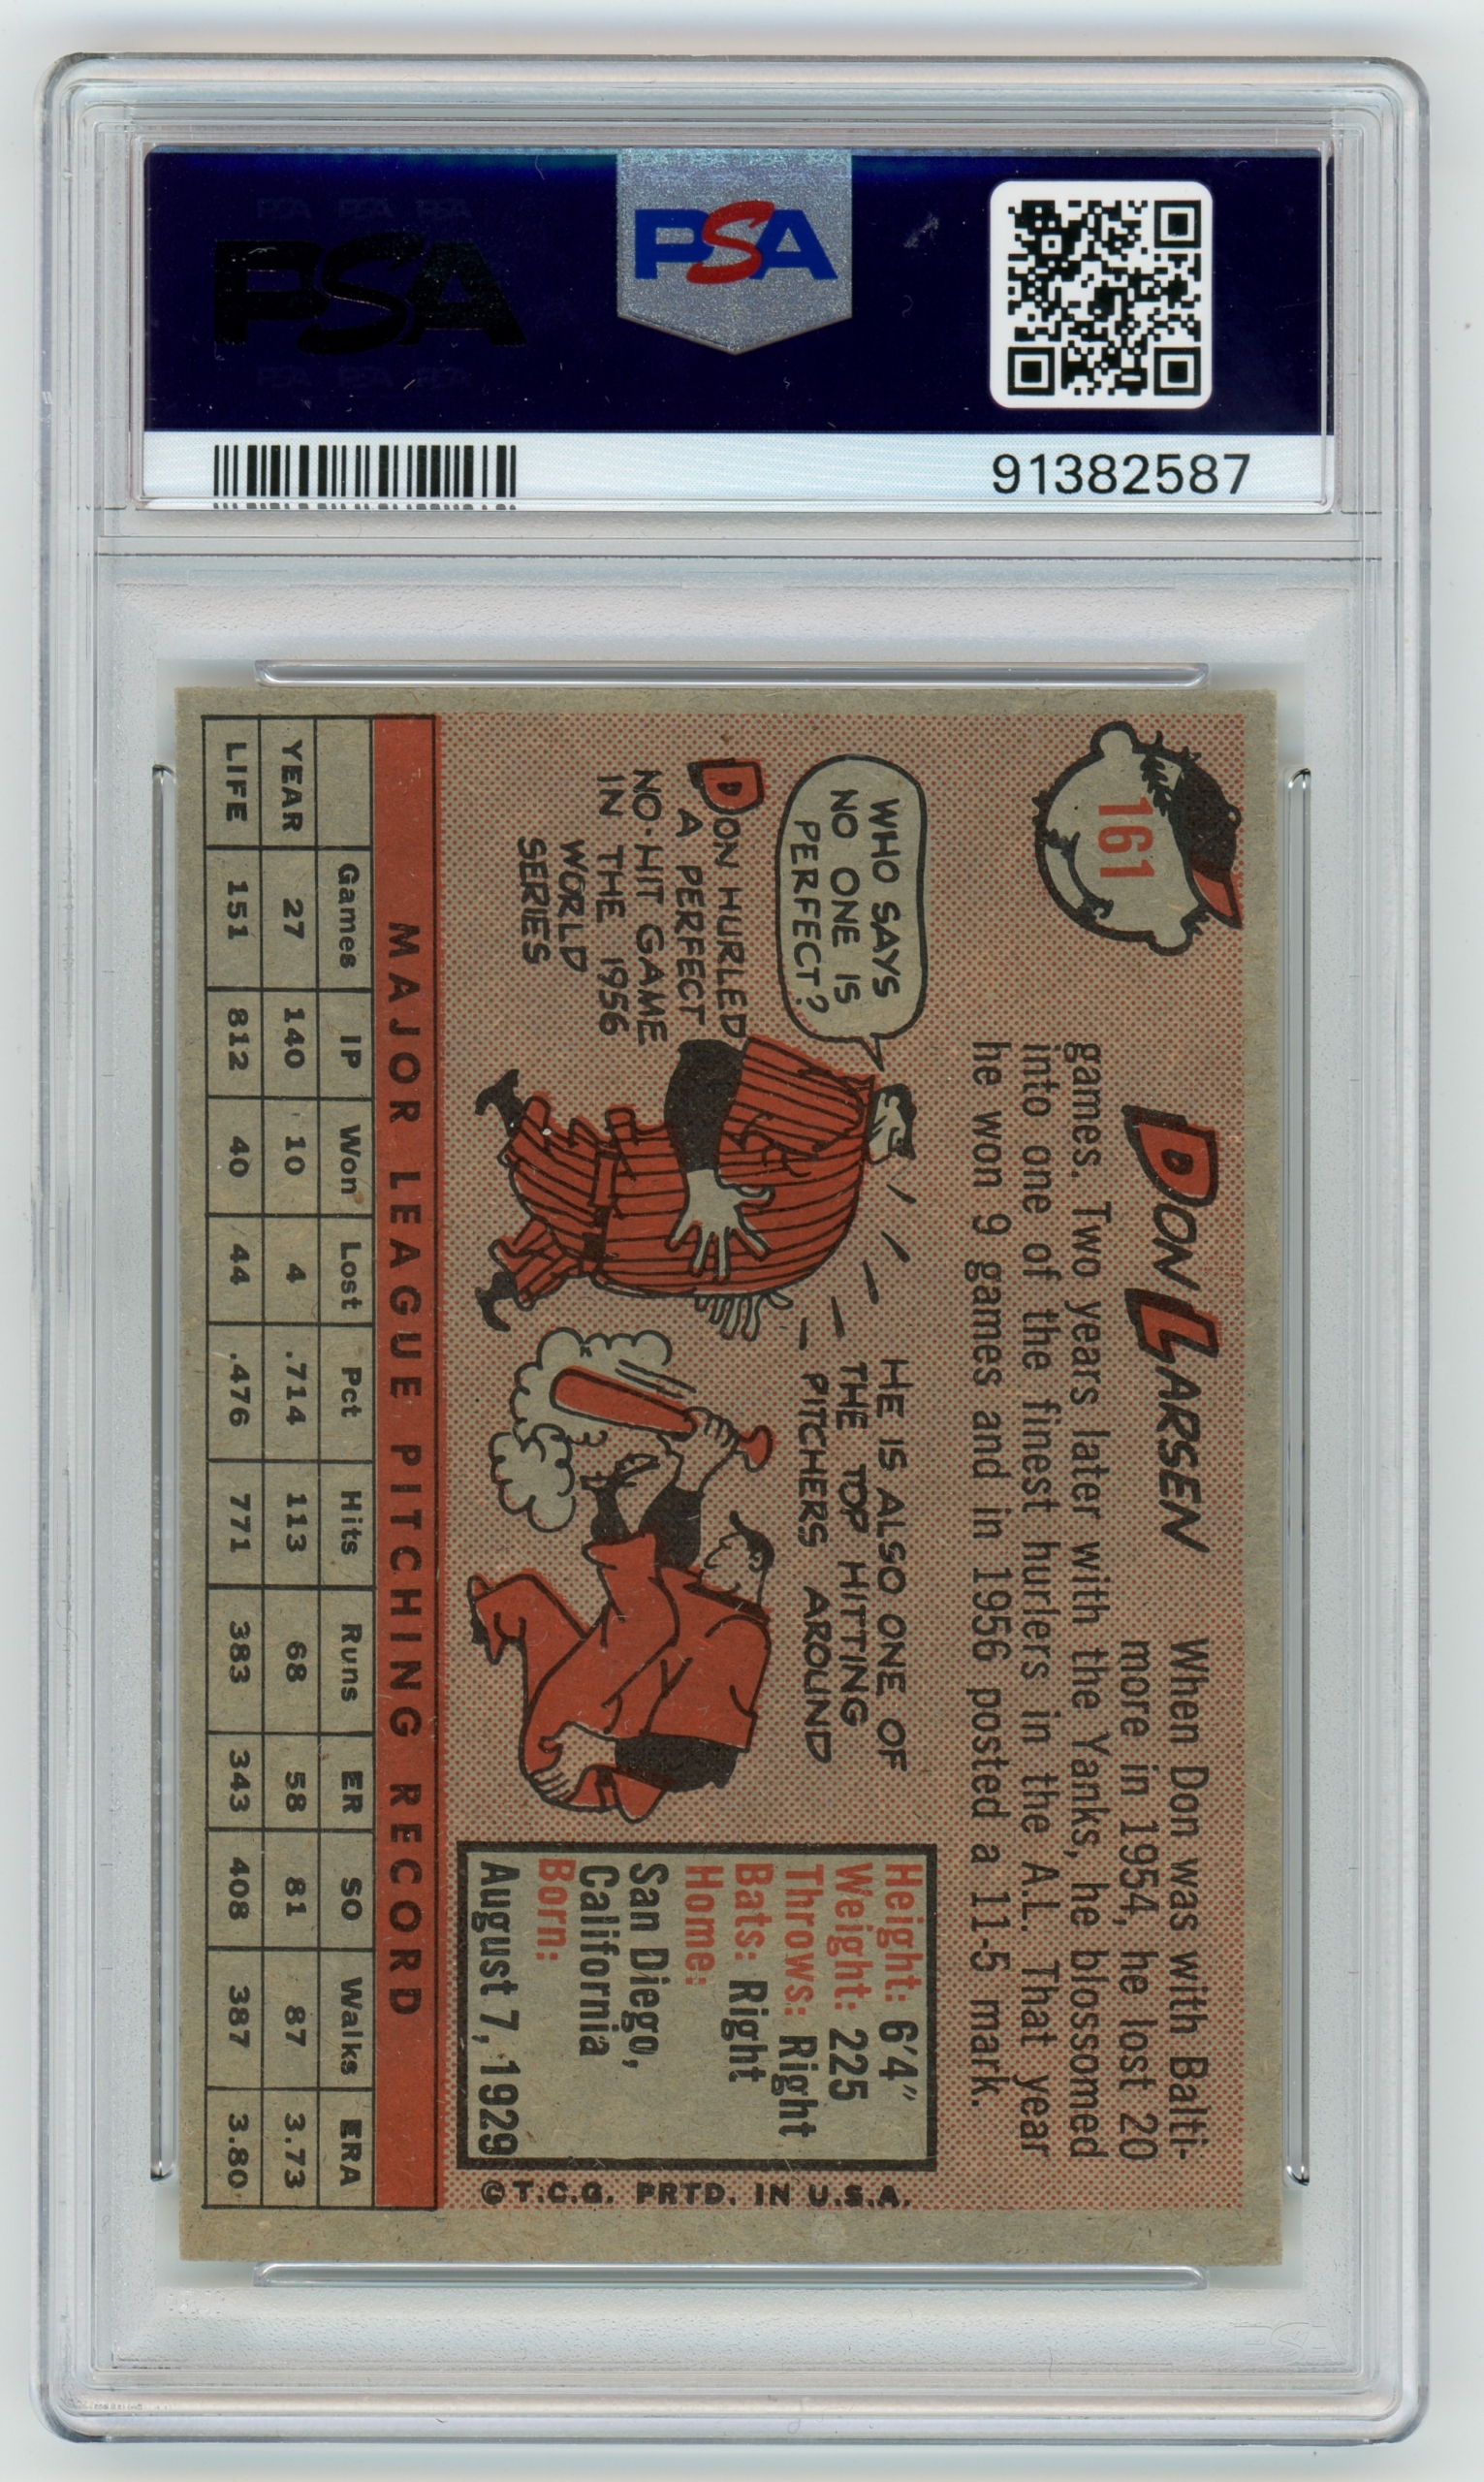 PSA PSA PSA
PSA
PSA PSA PSA
PSA
91382587
161
DON LARSEN
When Don was with Balti-
more in 1954, he lost 20
games. Two years later with the Yanks, he blossomed
into one of the finest hurlers in the A.L. That year
he won 9 games and in 1956 posted a 11-5 mark.
WHO SAYS
NO ONE IS
PERFECT?
DON HURLED
A PERFECT
NO-HIT GAME
IN THE 1956
WORLD
SERIES
HE IS ALSO ONE OF
THE TOP HITTING
PITCHERS AROUND
Height: 6'4"
Weight: 225
Throws: Right
Bats: Right
Home:
San Diego,
California
Born:
August 7, 1929
©T.C.G. PRTD. IN U.S.A.
MAJOR LEAGUE PITCHING RECORD
Games IP Won Lost Pct Hits Runs ER SO Walks ERA
YEAR 27 140 10 4 .714 113 68 58 81 87 3.73
LIFE 151 812 40 44 .476 771 383 343 408 387 3.80
PSA